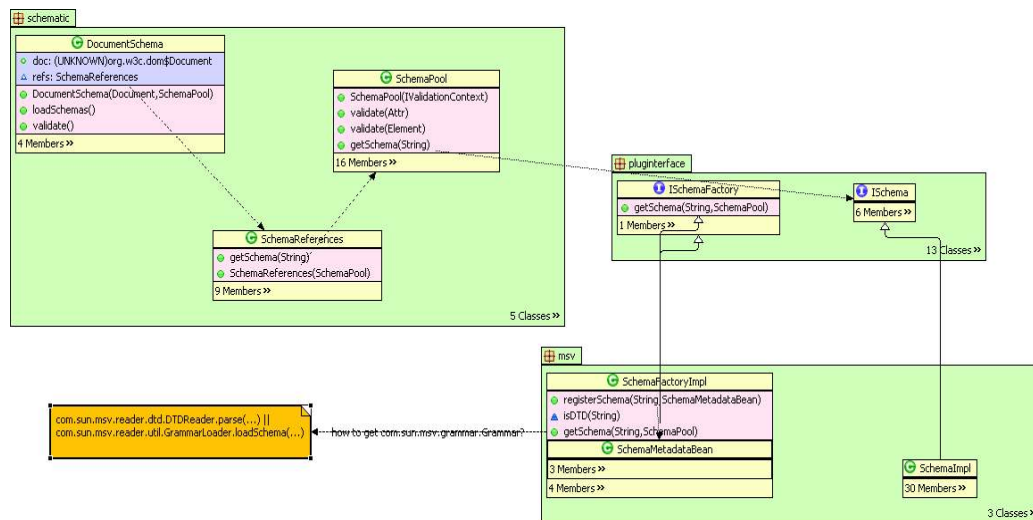 schematic
DocumentSchema
doc: (UNKNOWN)org.w3c.dom$Document
refs: SchemaReferences
DocumentSchema(Document,SchemaPool)
loadSchemas()
validate()
4 Members »
SchemaPool
SchemaPool(IValidationContext)
validate(Attr)
validate(Element)
getSchema(String)
16 Members »
SchemaReferences
getSchema(String)
SchemaReferences(SchemaPool)
9 Members »
5 Classes »
pluginterface
ISchemaFactory
getSchema(String,SchemaPool)
1 Members »
ISchema
6 Members »
13 Classes »
msv
SchemaFactoryImpl
registerSchema(String,SchemaMetadataBean)
isDTD(String)
getSchema(String,SchemaPool)
SchemaMetadataBean
3 Members »
4 Members »
SchemaImpl
30 Members »
3 Classes »
how to get com.sun.msv.grammar.Grammar?
com.sun.msv.reader.dtd.DTDReader.parse(...) ||
com.sun.msv.reader.util.GrammarLoader.loadSchema(...)